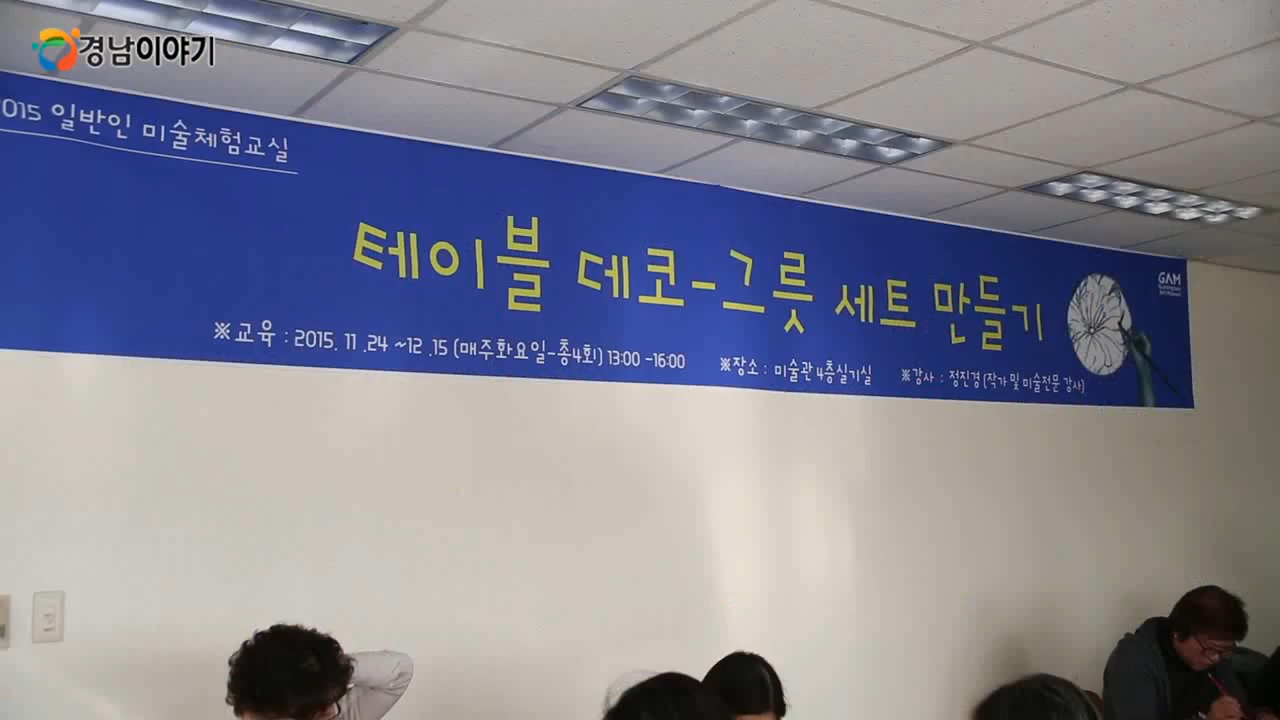 경남이야기
2015 일반인 미술체험교실
테이블 데코-그릇 세트 만들기
GAM
※교육 : 2015. 11 .24 ~12 .15 (매주화요일-총4회) 13:00 -16:00 ※장소 : 미술관 4층실기실 ※강사 : 정진경 (작가 및 미술전문 강사)